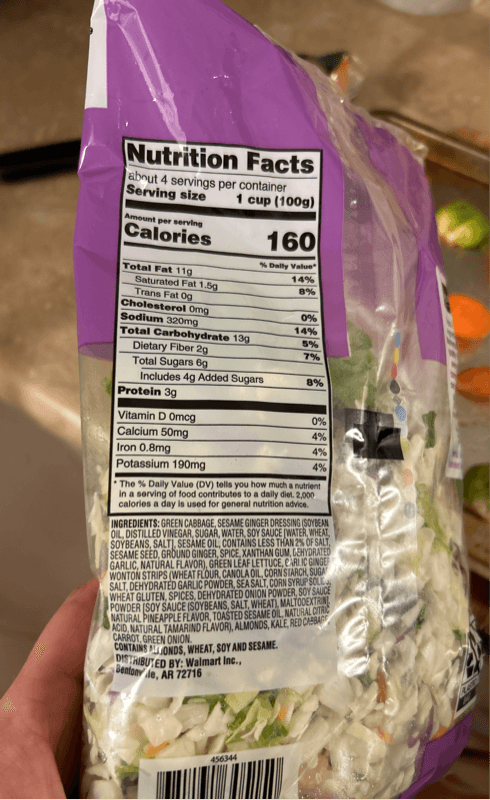 Nutrition Facts
about 4 servings per container
Serving size 1 cup (100g)
Amount per serving
Calories 160
% Daily Value*
Total Fat 11g 14%
Saturated Fat 1.5g 8%
Trans Fat 0g
Cholesterol 0mg 0%
Sodium 320mg 14%
Total Carbohydrate 13g 5%
Dietary Fiber 2g 7%
Total Sugars 6g
Includes 4g Added Sugars 8%
Protein 3g
Vitamin D 0mcg 0%
Calcium 50mg 4%
Iron 0.8mg 4%
Potassium 190mg 4%
* The % Daily Value (DV) tells you how much a nutrient
in a serving of food contributes to a daily diet. 2,000
calories a day is used for general nutrition advice.
INGREDIENTS: GREEN CABBAGE, SESAME GINGER DRESSING (SOYBEAN
OIL, DISTILLED VINEGAR, SUGAR, WATER, SOY SAUCE [WATER, WHEAT,
SOYBEANS, SALT], SESAME OIL, CONTAINS LESS THAN 2% OF SALT,
SESAME SEED, GROUND GINGER, SPICE, XANTHAN GUM, DEHYDRATED
GARLIC, NATURAL FLAVOR), GREEN LEAF LETTUCE, GARLIC GINGER
WONTON STRIPS (WHEAT FLOUR, CANOLA OIL, CORN STARCH, SUGAR,
SALT, DEHYDRATED GARLIC POWDER, SEA SALT, CORN SYRUP SOLIDS,
WHEAT GLUTEN, SPICES, DEHYDRATED ONION POWDER, SOY SAUCE
POWDER [SOY SAUCE (SOYBEANS, SALT, WHEAT), MALTODEXTRIN],
NATURAL PINEAPPLE FLAVOR, TOASTED SESAME OIL, NATURAL CITRIC
ACID, NATURAL TAMARIND FLAVOR), ALMONDS, KALE, RED CABBAGE,
CARROT, GREEN ONION.
CONTAINS ALMONDS, WHEAT, SOY AND SESAME.
DISTRIBUTED BY: Walmart Inc.,
Bentonville, AR 72716
456344